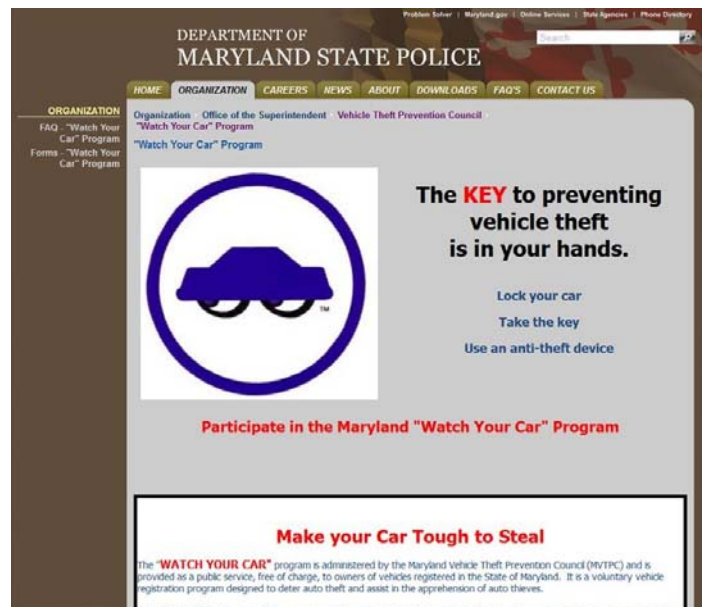 Problem Solver | Maryland.gov | Online Services | State Agencies | Phone Directory
Search
DEPARTMENT OF
MARYLAND STATE POLICE
HOME ORGANIZATION CAREERS NEWS ABOUT DOWNLOADS FAQ'S CONTACT US
ORGANIZATION
FAQ - "Watch Your
Car" Program
Forms - "Watch Your
Car" Program
Organization Office of the Superintendent Vehicle Theft Prevention Council
"Watch Your Car" Program
"Watch Your Car" Program
TM
The KEY to preventing
vehicle theft
is in your hands.
Lock your car
Take the key
Use an anti-theft device
Participate in the Maryland "Watch Your Car" Program
Make your Car Tough to Steal
The "WATCH YOUR CAR" program is administered by the Maryland Vehicle Theft Prevention Council (MVTPC) and is
provided as a public service, free of charge, to owners of vehicles registered in the State of Maryland. It is a voluntary vehicle
registration program designed to deter auto theft and assist in the apprehension of auto thieves.